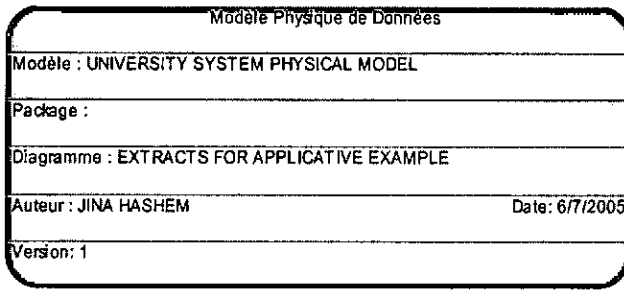 Modèle Physique de Données
Modèle : UNIVERSITY SYSTEM PHYSICAL MODEL
Package :
Diagramme : EXTRACTS FOR APPLICATIVE EXAMPLE
Auteur : JINA HASHEM Date: 6/7/2005
Version: 1